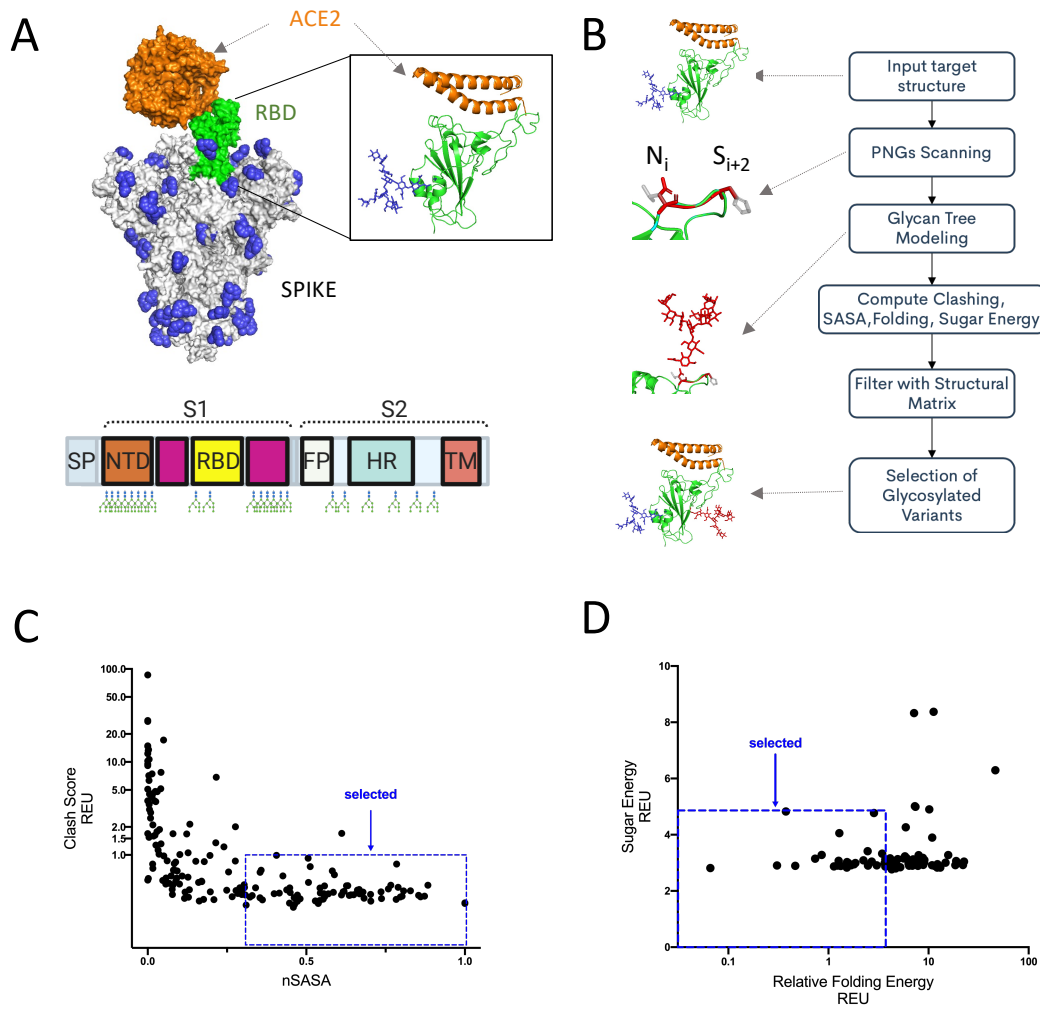 A
ACE2
RBD
SPIKE
S1
S2
SP
NTD
RBD
FP
HR
TM
B
Input target
structure
Ni
Si+2
PNGs Scanning
Glycan Tree
Modeling
Compute Clashing,
SASA,Folding, Sugar Energy
Filter with Structural
Matrix
Selection of
Glycosylated
Variants
C
Clash Score
REU
100.0
50.0
20.0
10.0
5.0
2.0
1.5
1.0
selected
0.0
0.5
1.0
nSASA
D
Sugar Energy
REU
10
8
6
4
2
0
selected
0.1
1
10
100
Relative Folding Energy
REU